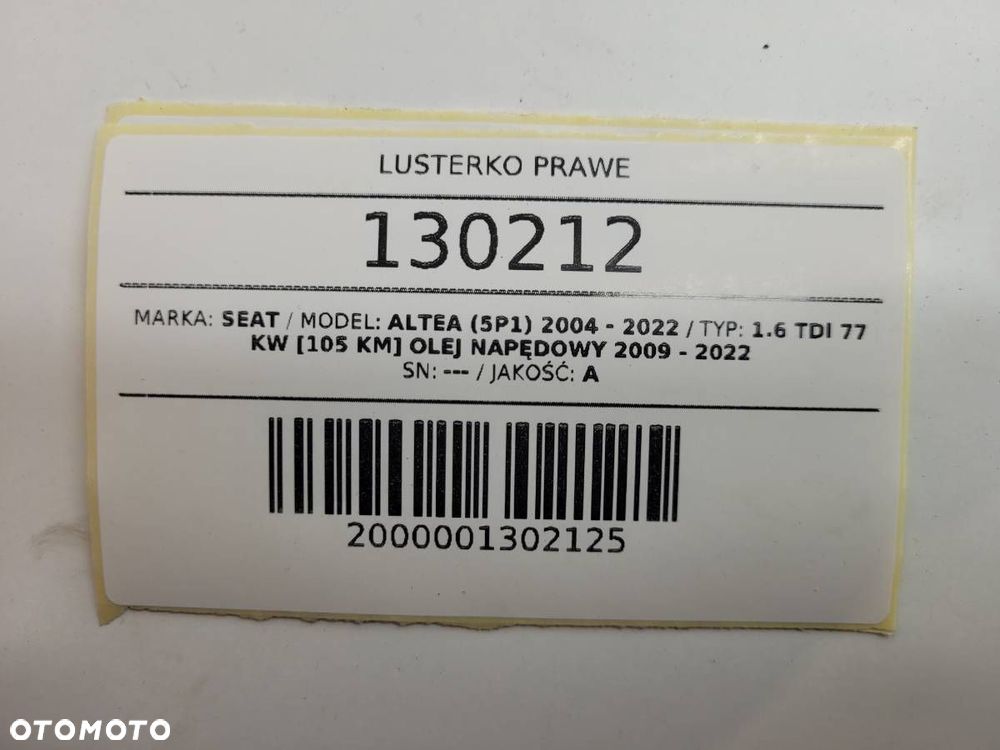 LUSTERKO PRAWE
130212
MARKA: SEAT / MODEL: ALTEA (5P1) 2004 - 2022 / TYP: 1.6 TDI 77
KW [105 KM] OLEJ NAPĘDOWY 2009 - 2022
SN: --- / JAKOŚĆ: A
2000001302125
OTOMOTO